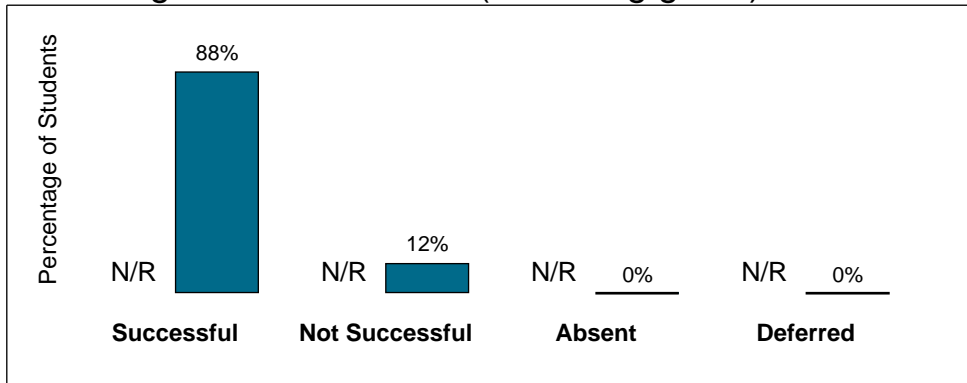 Percentage of Students
88%
N/R
12%
N/R
N/R
0%
N/R
0%
Successful
Not Successful
Absent
Deferred